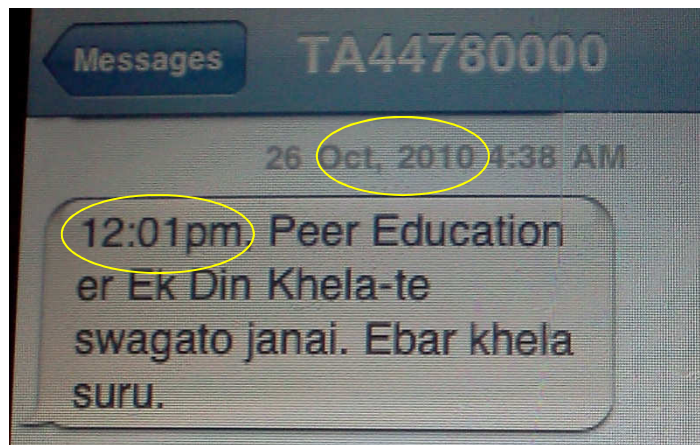 Messages TA44780000
26 Oct, 2010 4:38 AM
12:01pm. Peer Education
er Ek Din Khela-te
swagato janai. Ebar khela
suru.